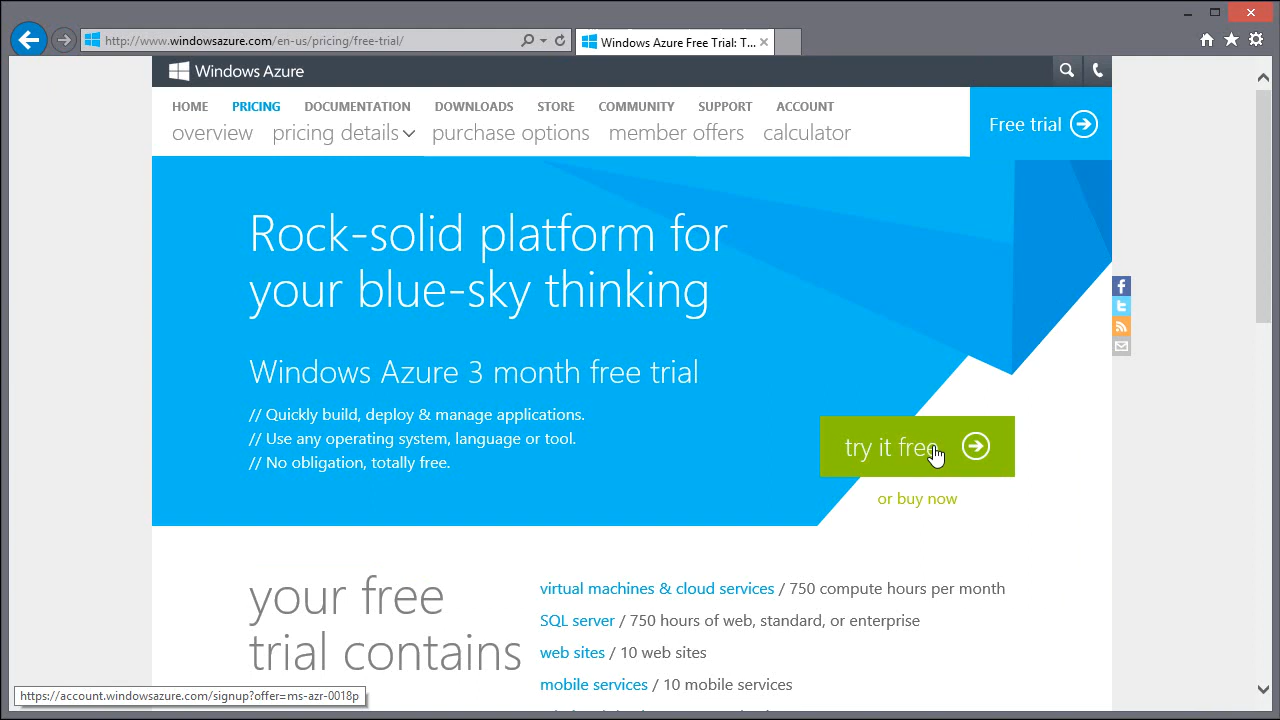 http://www.windowsazure.com/en-us/pricing/free-trial/
Windows Azure Free Trial: T...
Windows Azure
HOME PRICING DOCUMENTATION DOWNLOADS STORE COMMUNITY SUPPORT ACCOUNT
overview pricing details purchase options member offers calculator
Free trial
Rock-solid platform for
your blue-sky thinking
Windows Azure 3 month free trial
// Quickly build, deploy & manage applications.
// Use any operating system, language or tool.
// No obligation, totally free.
try it free
or buy now
your free
trial contains
virtual machines & cloud services / 750 compute hours per month
SQL server / 750 hours of web, standard, or enterprise
web sites / 10 web sites
mobile services / 10 mobile services
https://account.windowsazure.com/signup?offer=ms-azr-0018p